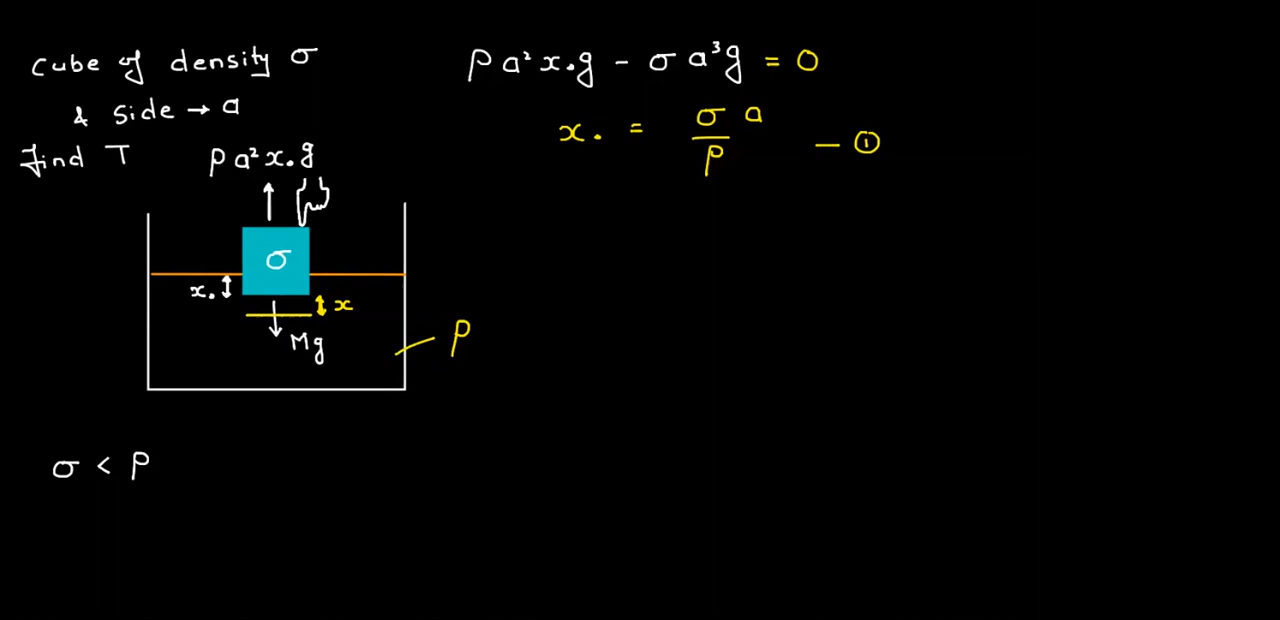 cube of density σ
& side → a
find T
ρ a² x₀ g
σ
x₀
x
Mg
ρ
σ < ρ
ρ a² x₀ g - σ a³ g = 0
x₀ = σ/ρ a - ①